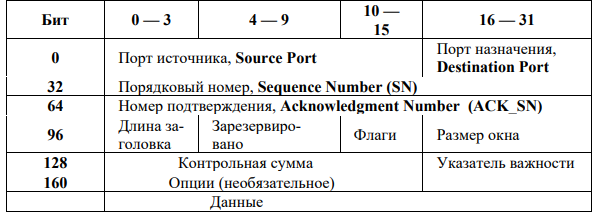 Бит 0 — 3 4 — 9 10 — 15 16 — 31
0 Порт источника, Source Port Порт назначения, Destination Port
32 Порядковый номер, Sequence Number (SN)
64 Номер подтверждения, Acknowledgment Number (ACK_SN)
96 Длина за-
головка Зарезервиро-
вано Флаги Размер окна
128 Контрольная сумма Указатель важности
160 Опции (необязательное)
Данные